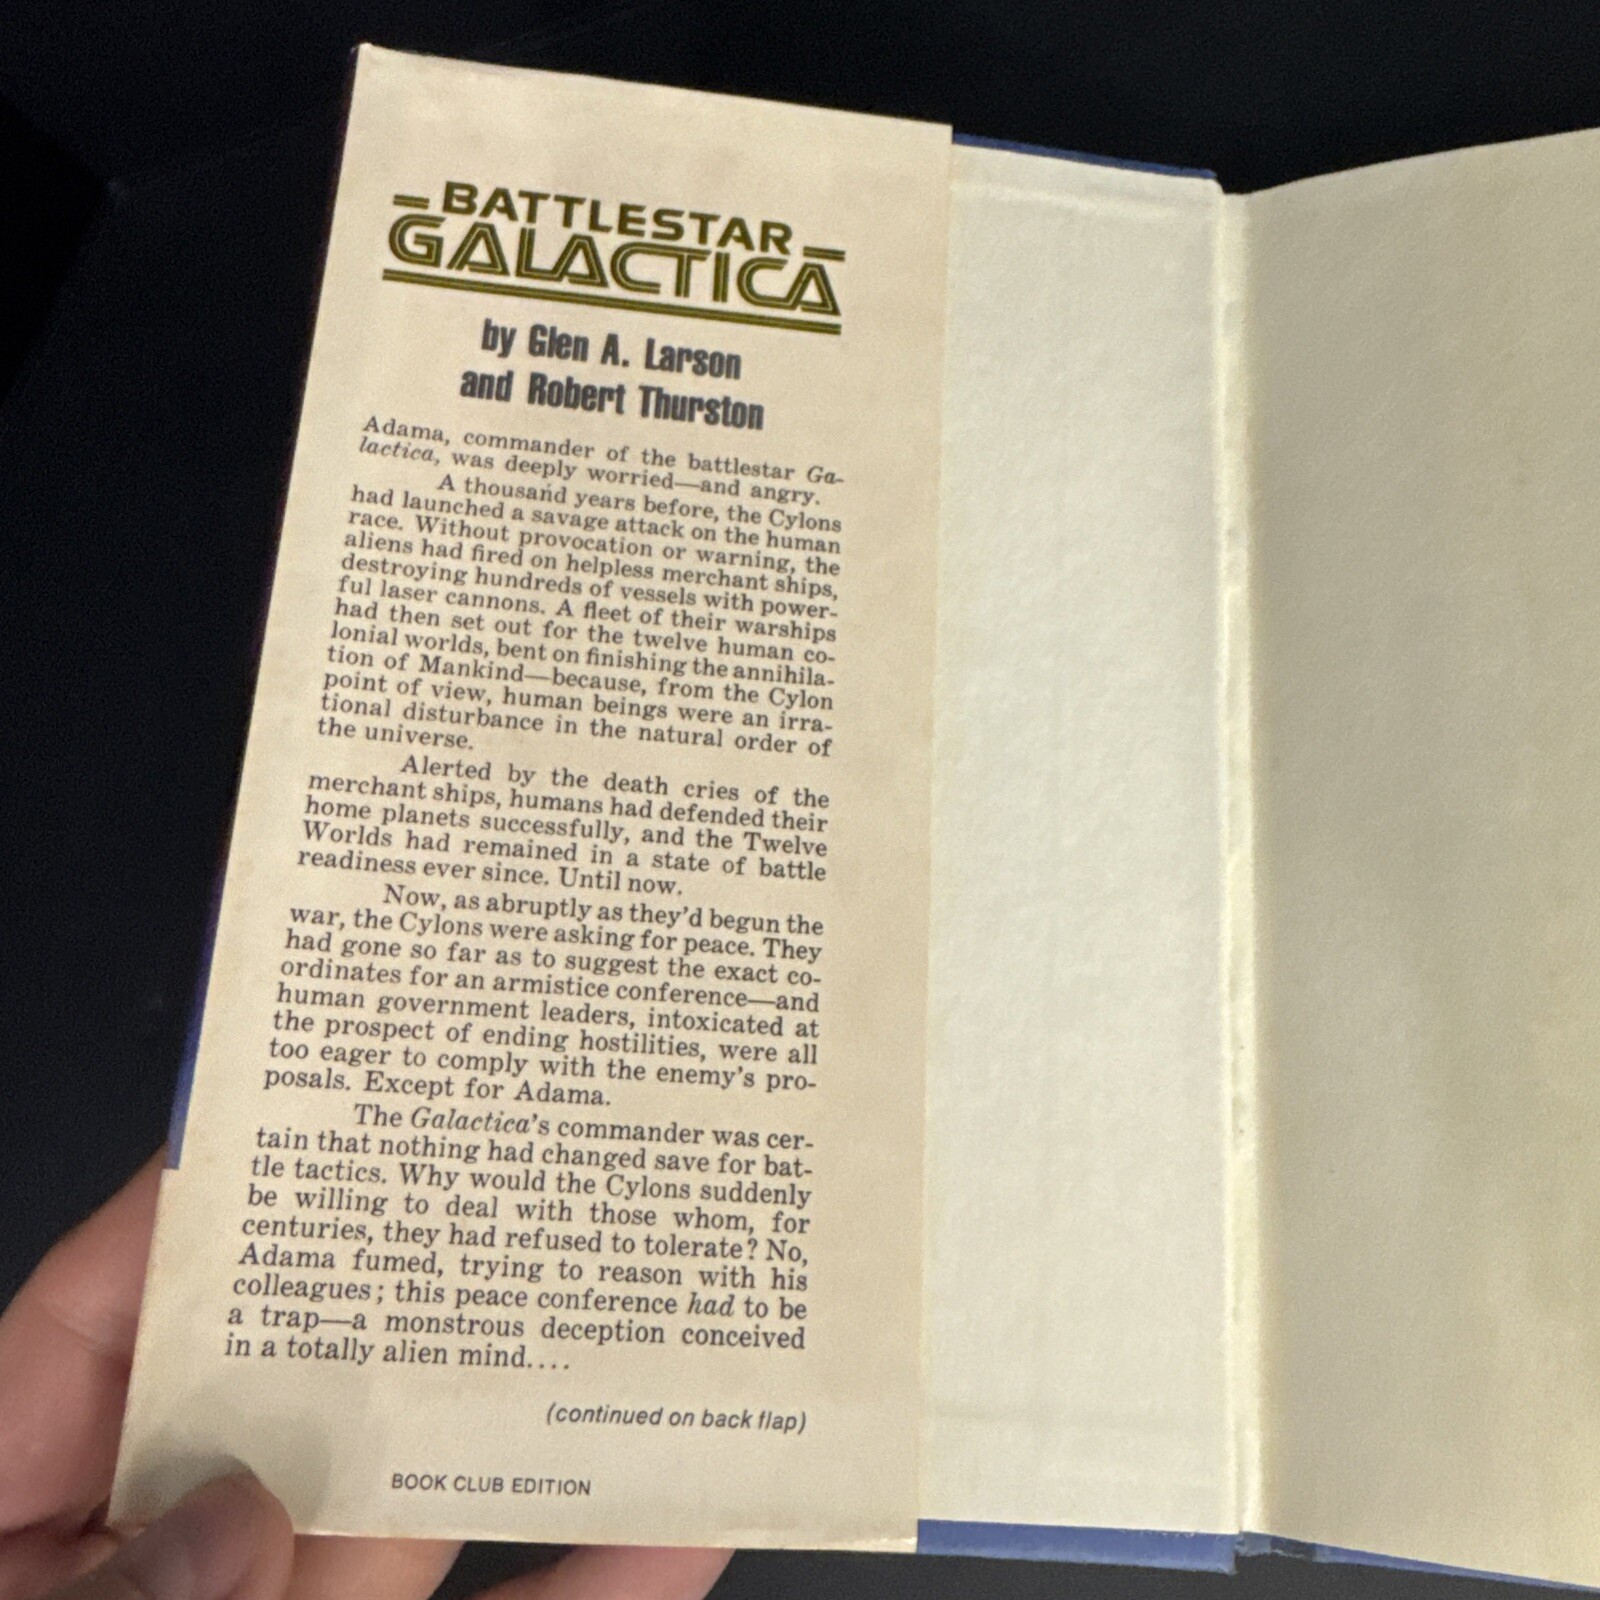 BATTLESTAR
GALACTICA
by Glen A. Larson
and Robert Thurston
Adama, commander of the battlestar Ga-
lactica, was deeply worried—and angry.
A thousand years before, the Cylons
had launched a savage attack on the human
race. Without provocation or warning, the
aliens had fired on helpless merchant ships,
destroying hundreds of vessels with power-
ful laser cannons. A fleet of their warships
had then set out for the twelve human co-
lonial worlds, bent on finishing the annihila-
tion of Mankind—because, from the Cylon
point of view, human beings were an irra-
tional disturbance in the natural order of
the universe.
Alerted by the death cries of the
merchant ships, humans had defended their
home planets successfully, and the Twelve
Worlds had remained in a state of battle
readiness ever since. Until now.
Now, as abruptly as they'd begun the
war, the Cylons were asking for peace. They
had gone so far as to suggest the exact co-
ordinates for an armistice conference—and
human government leaders, intoxicated at
the prospect of ending hostilities, were all
too eager to comply with the enemy's pro-
posals. Except for Adama.
The Galactica's commander was cer-
tain that nothing had changed save for bat-
tle tactics. Why would the Cylons suddenly
be willing to deal with those whom, for
centuries, they had refused to tolerate? No,
Adama fumed, trying to reason with his
colleagues; this peace conference had to be
a trap—a monstrous deception conceived
in a totally alien mind....
(continued on back flap)
BOOK CLUB EDITION